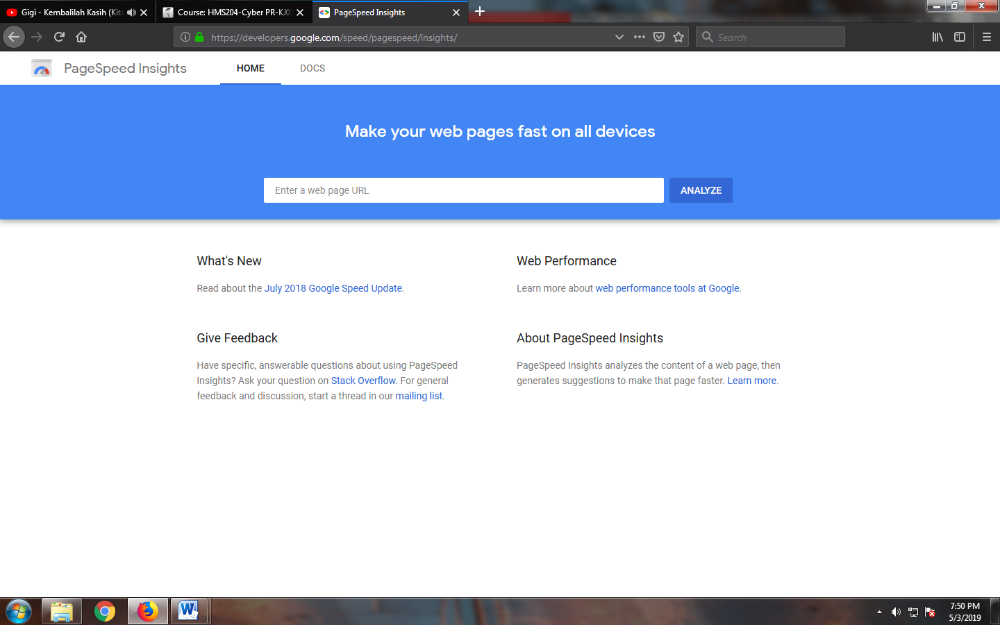 Gigi - Kembalilah Kasih (Kita
Course: HMS204-Cyber PR-KJ0
PageSpeed Insights
https://developers.google.com/speed/pagespeed/insights/
Search
PageSpeed Insights
HOME
DOCS
Make your web pages fast on all devices
Enter a web page URL
ANALYZE
What's New
Read about the July 2018 Google Speed Update.
Web Performance
Learn more about web performance tools at Google.
Give Feedback
Have specific, answerable questions about using PageSpeed
Insights? Ask your question on Stack Overflow. For general
feedback and discussion, start a thread in our mailing list.
About PageSpeed Insights
PageSpeed Insights analyzes the content of a web page, then
generates suggestions to make that page faster. Learn more.
7:50 PM
5/3/2019